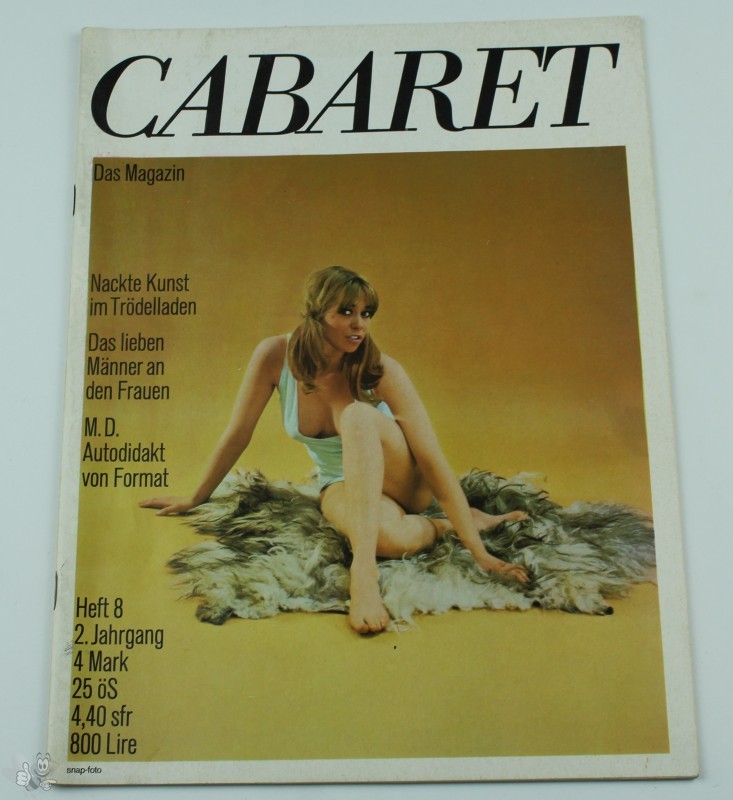 CABARET
Das Magazin
Nackte Kunst
im Trödelladen
Das lieben
Männer an
den Frauen
M.D.
Autodidakt
von Format
Heft 8
2. Jahrgang
4 Mark
25 öS
4,40 sfr
800 Lire
snap-foto